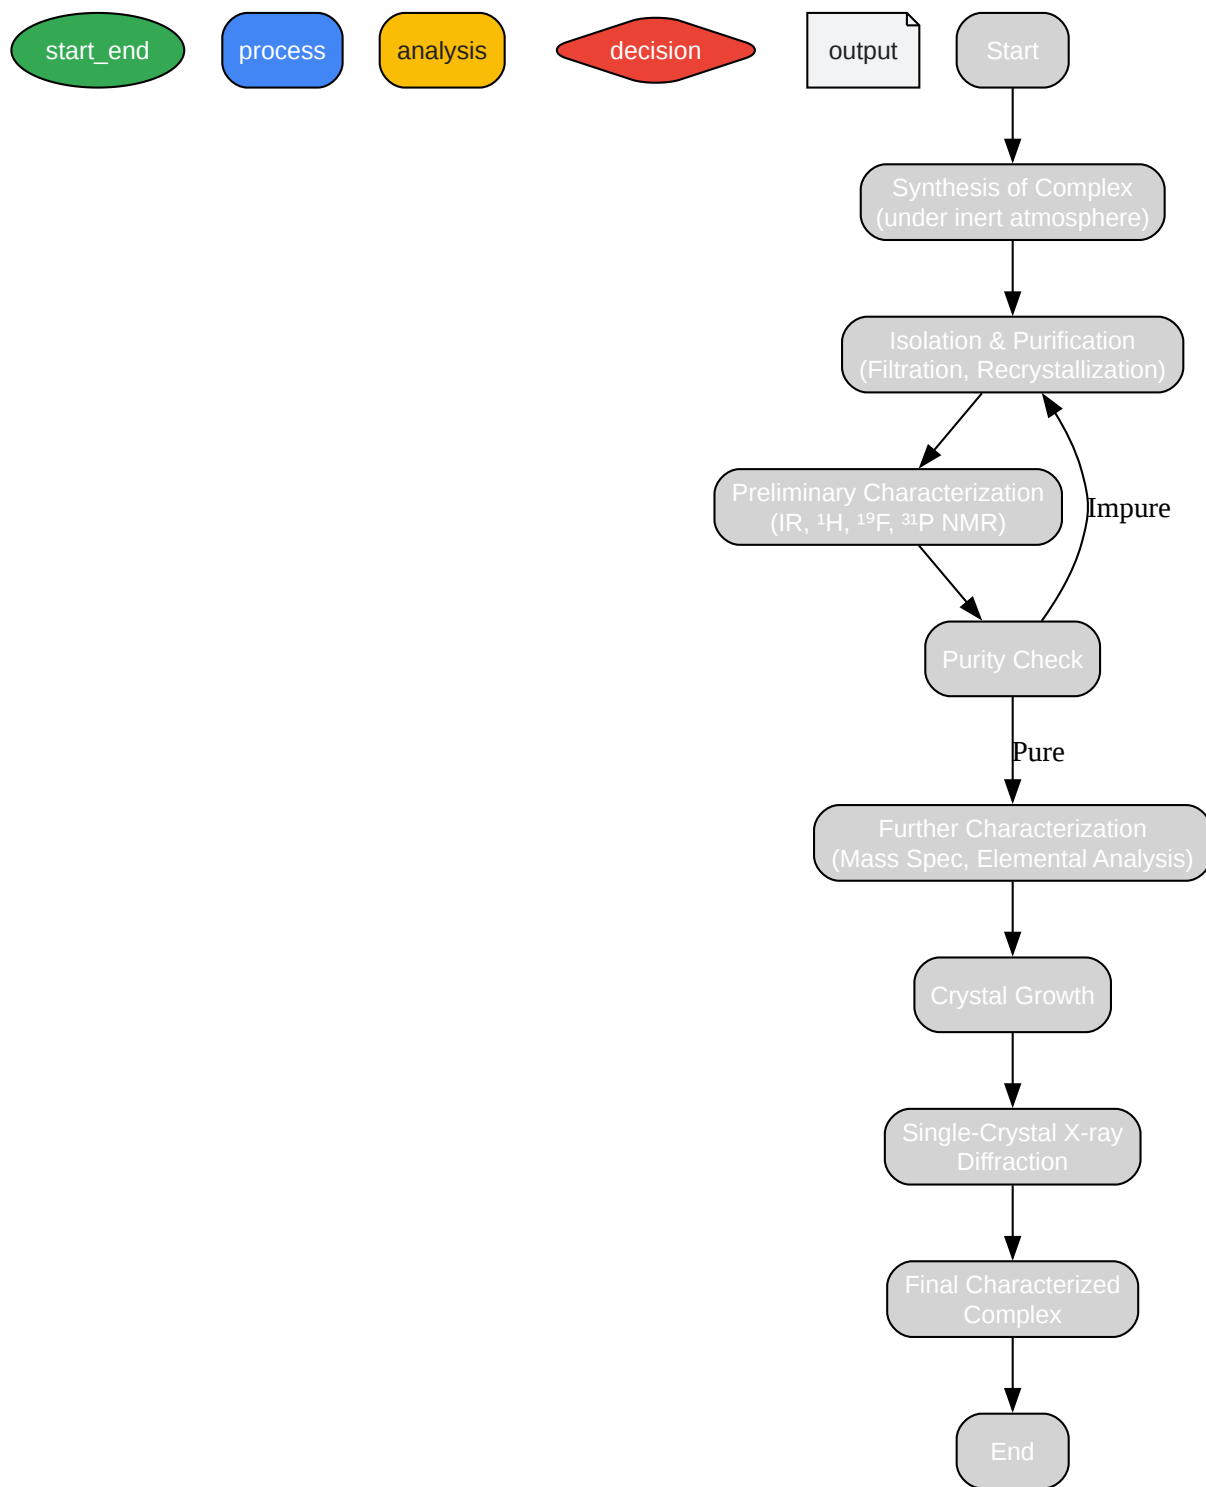 start_end
process
analysis
decision
output
Start
Synthesis of Complex
(under inert atmosphere)
Isolation & Purification
(Filtration, Recrystallization)
Preliminary Characterization
(IR, ¹H, ¹⁹F, ³¹P NMR)
Impure
Purity Check
Pure
Further Characterization
(Mass Spec, Elemental Analysis)
Crystal Growth
Single-Crystal X-ray
Diffraction
Final Characterized
Complex
End